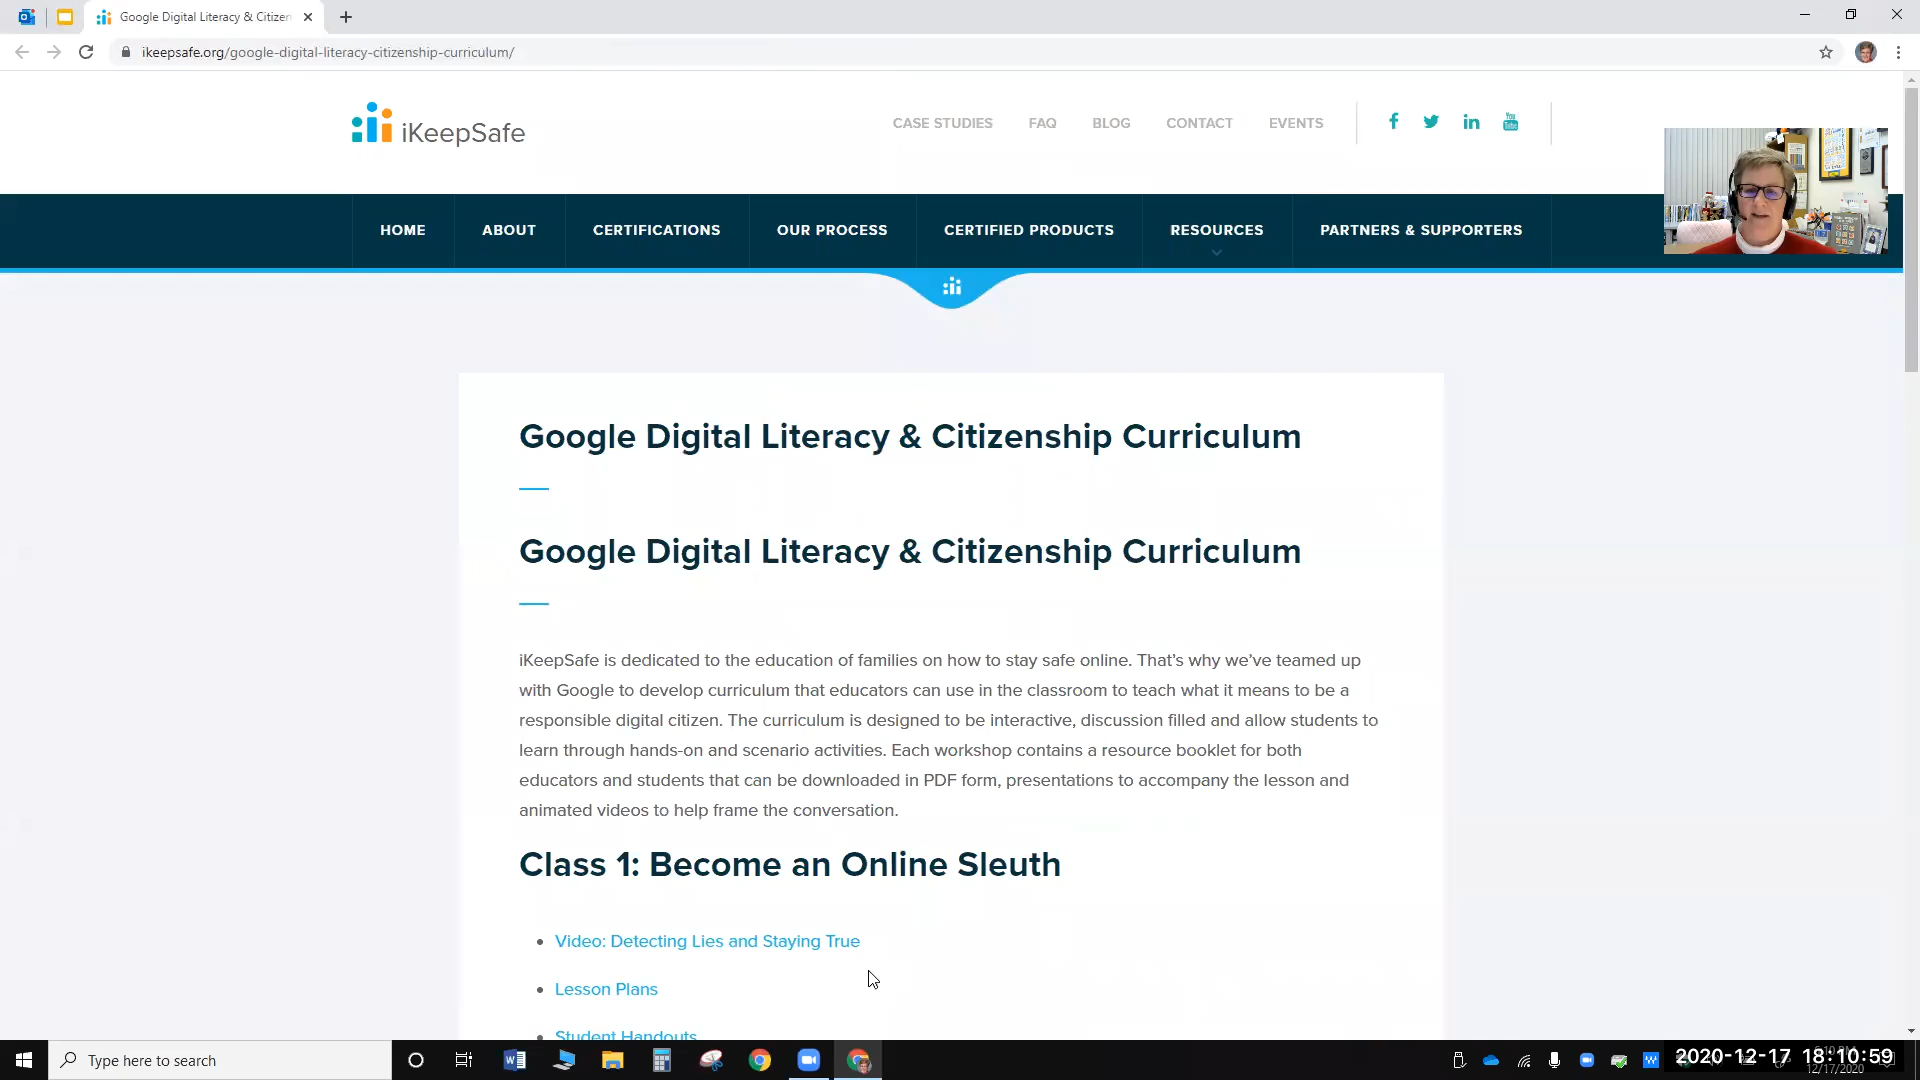 Google Digital Literacy & Citizen
ikeepsafe.org/google-digital-literacy-citizenship-curriculum/
iKeepSafe
CASE STUDIES FAQ BLOG CONTACT EVENTS
You Tube
HOME ABOUT CERTIFICATIONS OUR PROCESS CERTIFIED PRODUCTS RESOURCES PARTNERS & SUPPORTERS
Google Digital Literacy & Citizenship Curriculum
Google Digital Literacy & Citizenship Curriculum
iKeepSafe is dedicated to the education of families on how to stay safe online. That’s why we’ve teamed up
with Google to develop curriculum that educators can use in the classroom to teach what it means to be a
responsible digital citizen. The curriculum is designed to be interactive, discussion filled and allow students to
learn through hands-on and scenario activities. Each workshop contains a resource booklet for both
educators and students that can be downloaded in PDF form, presentations to accompany the lesson and
animated videos to help frame the conversation.
Class 1: Become an Online Sleuth
• Video: Detecting Lies and Staying True
• Lesson Plans
• Student Handouts
Type here to search
2020-12-17 18:10:59
12/17/2020